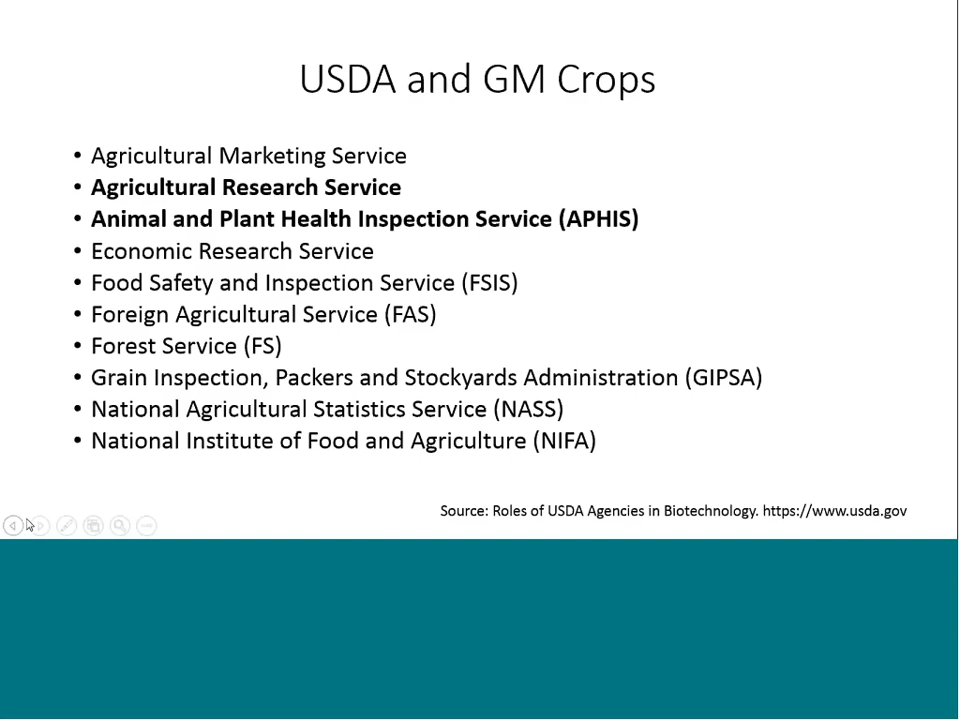 USDA and GM Crops
• Agricultural Marketing Service
• Agricultural Research Service
• Animal and Plant Health Inspection Service (APHIS)
• Economic Research Service
• Food Safety and Inspection Service (FSIS)
• Foreign Agricultural Service (FAS)
• Forest Service (FS)
• Grain Inspection, Packers and Stockyards Administration (GIPSA)
• National Agricultural Statistics Service (NASS)
• National Institute of Food and Agriculture (NIFA)
Source: Roles of USDA Agencies in Biotechnology. https://www.usda.gov